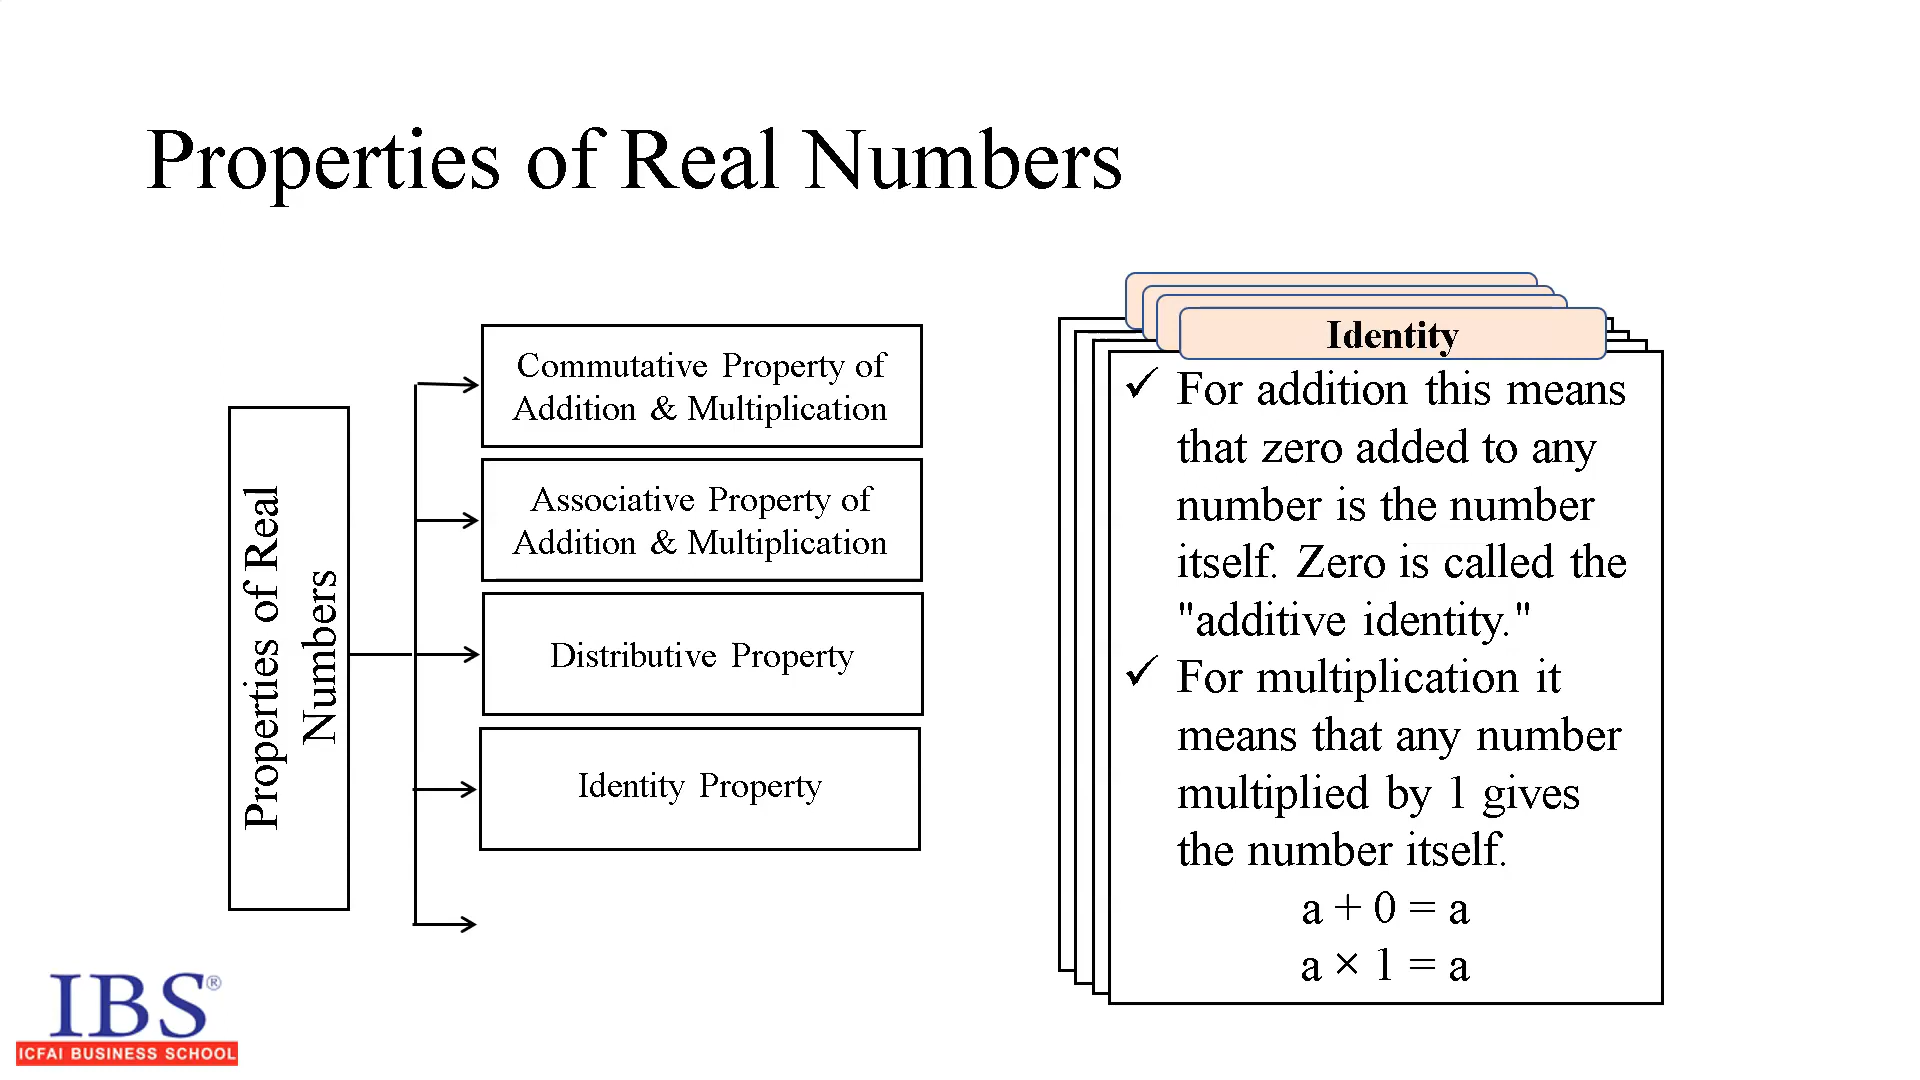 Properties of Real Numbers
Properties of Real
Numbers
Commutative Property of
Addition & Multiplication
Associative Property of
Addition & Multiplication
Distributive Property
Identity Property
Identity
✓ For addition this means
that zero added to any
number is the number
itself. Zero is called the
"additive identity."
✓ For multiplication it
means that any number
multiplied by 1 gives
the number itself.
a + 0 = a
a × 1 = a
IBS®
ICFAI BUSINESS SCHOOL